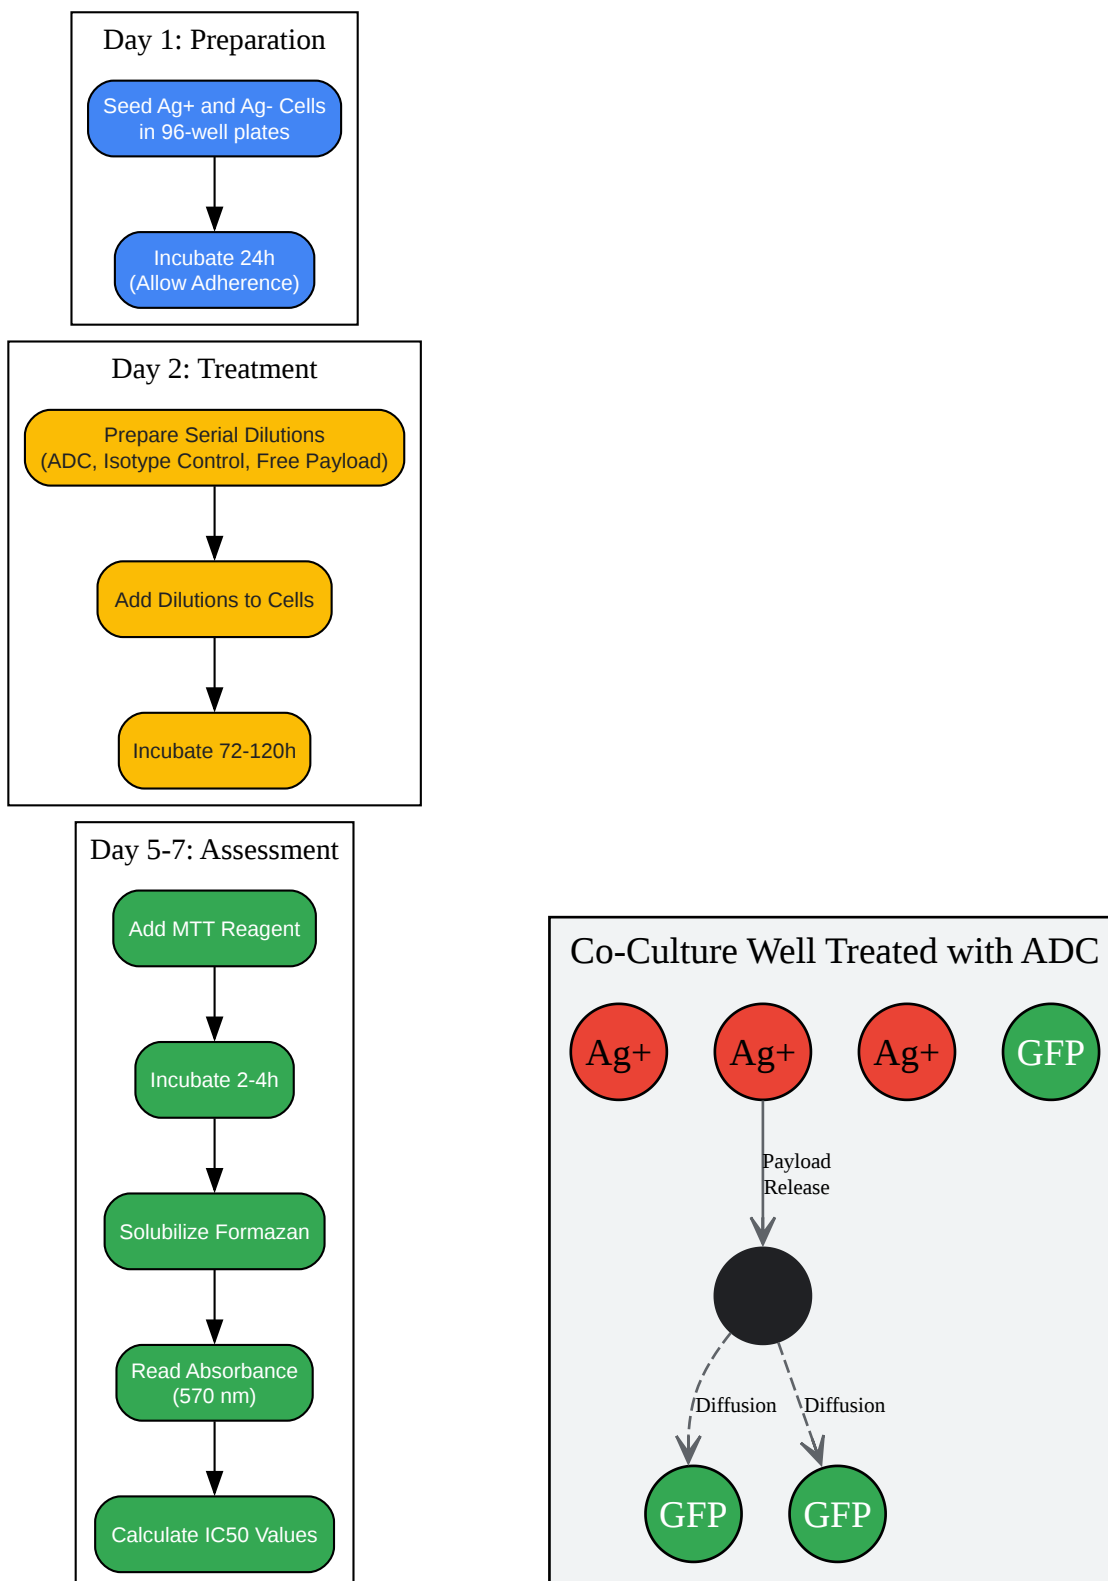 Day 1: Preparation
Seed Ag+ and Ag- Cells
in 96-well plates
Incubate 24h
(Allow Adherence)
Day 2: Treatment
Prepare Serial Dilutions
(ADC, Isotype Control, Free Payload)
Add Dilutions to Cells
Incubate 72-120h
Day 5-7: Assessment
Add MTT Reagent
Incubate 2-4h
Solubilize Formazan
Read Absorbance
(570 nm)
Calculate IC50 Values
Co-Culture Well Treated with ADC
Ag+ Ag+ Ag+ GFP
Payload
Release
Diffusion Diffusion
GFP GFP